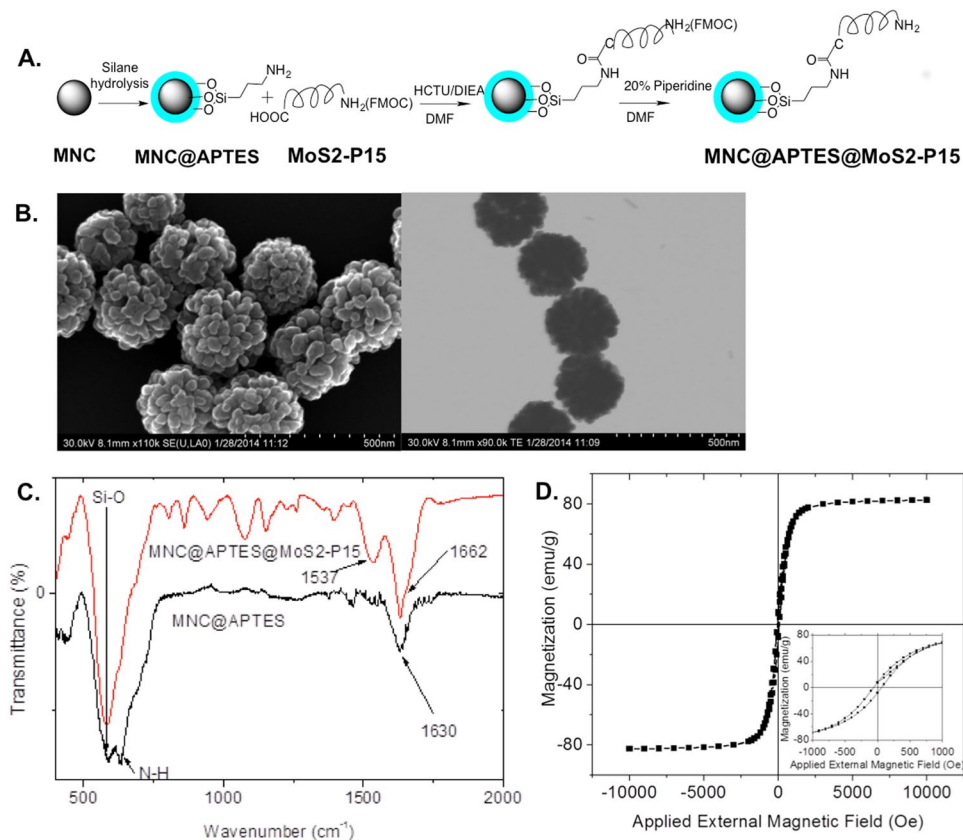 A.
Silane
hydrolysis
NH2
O
O
O
Si
+
HOOC
NH2(FMOC)
HCTU/DIEA
DMF
O
O
O
Si
NH
O
C
NH2(FMOC)
20% Piperidine
DMF
O
O
O
Si
NH
O
C
NH2
MNC
MNC@APTES
MoS2-P15
MNC@APTES@MoS2-P15
B.
30.0kV 8.1mm x110k SE(U,LA0) 1/28/2014 11:12
500nm
30.0kV 8.1mm x90.0k TE 1/28/2014 11:09
500nm
C.
Si-O
MNC@APTES@MoS2-P15
1537
1662
0
MNC@APTES
1630
N-H
Transmittance (%)
500
1000
1500
2000
Wavenumber (cm-1)
D.
80
40
0
-40
-80
Magnetization (emu/g)
-10000
-5000
0
5000
10000
Applied External Magnetic Field (Oe)
80
40
0
-40
-80
Magnetization (emu/g)
-1000
-500
0
500
1000
Applied External Magnetic Field (Oe)